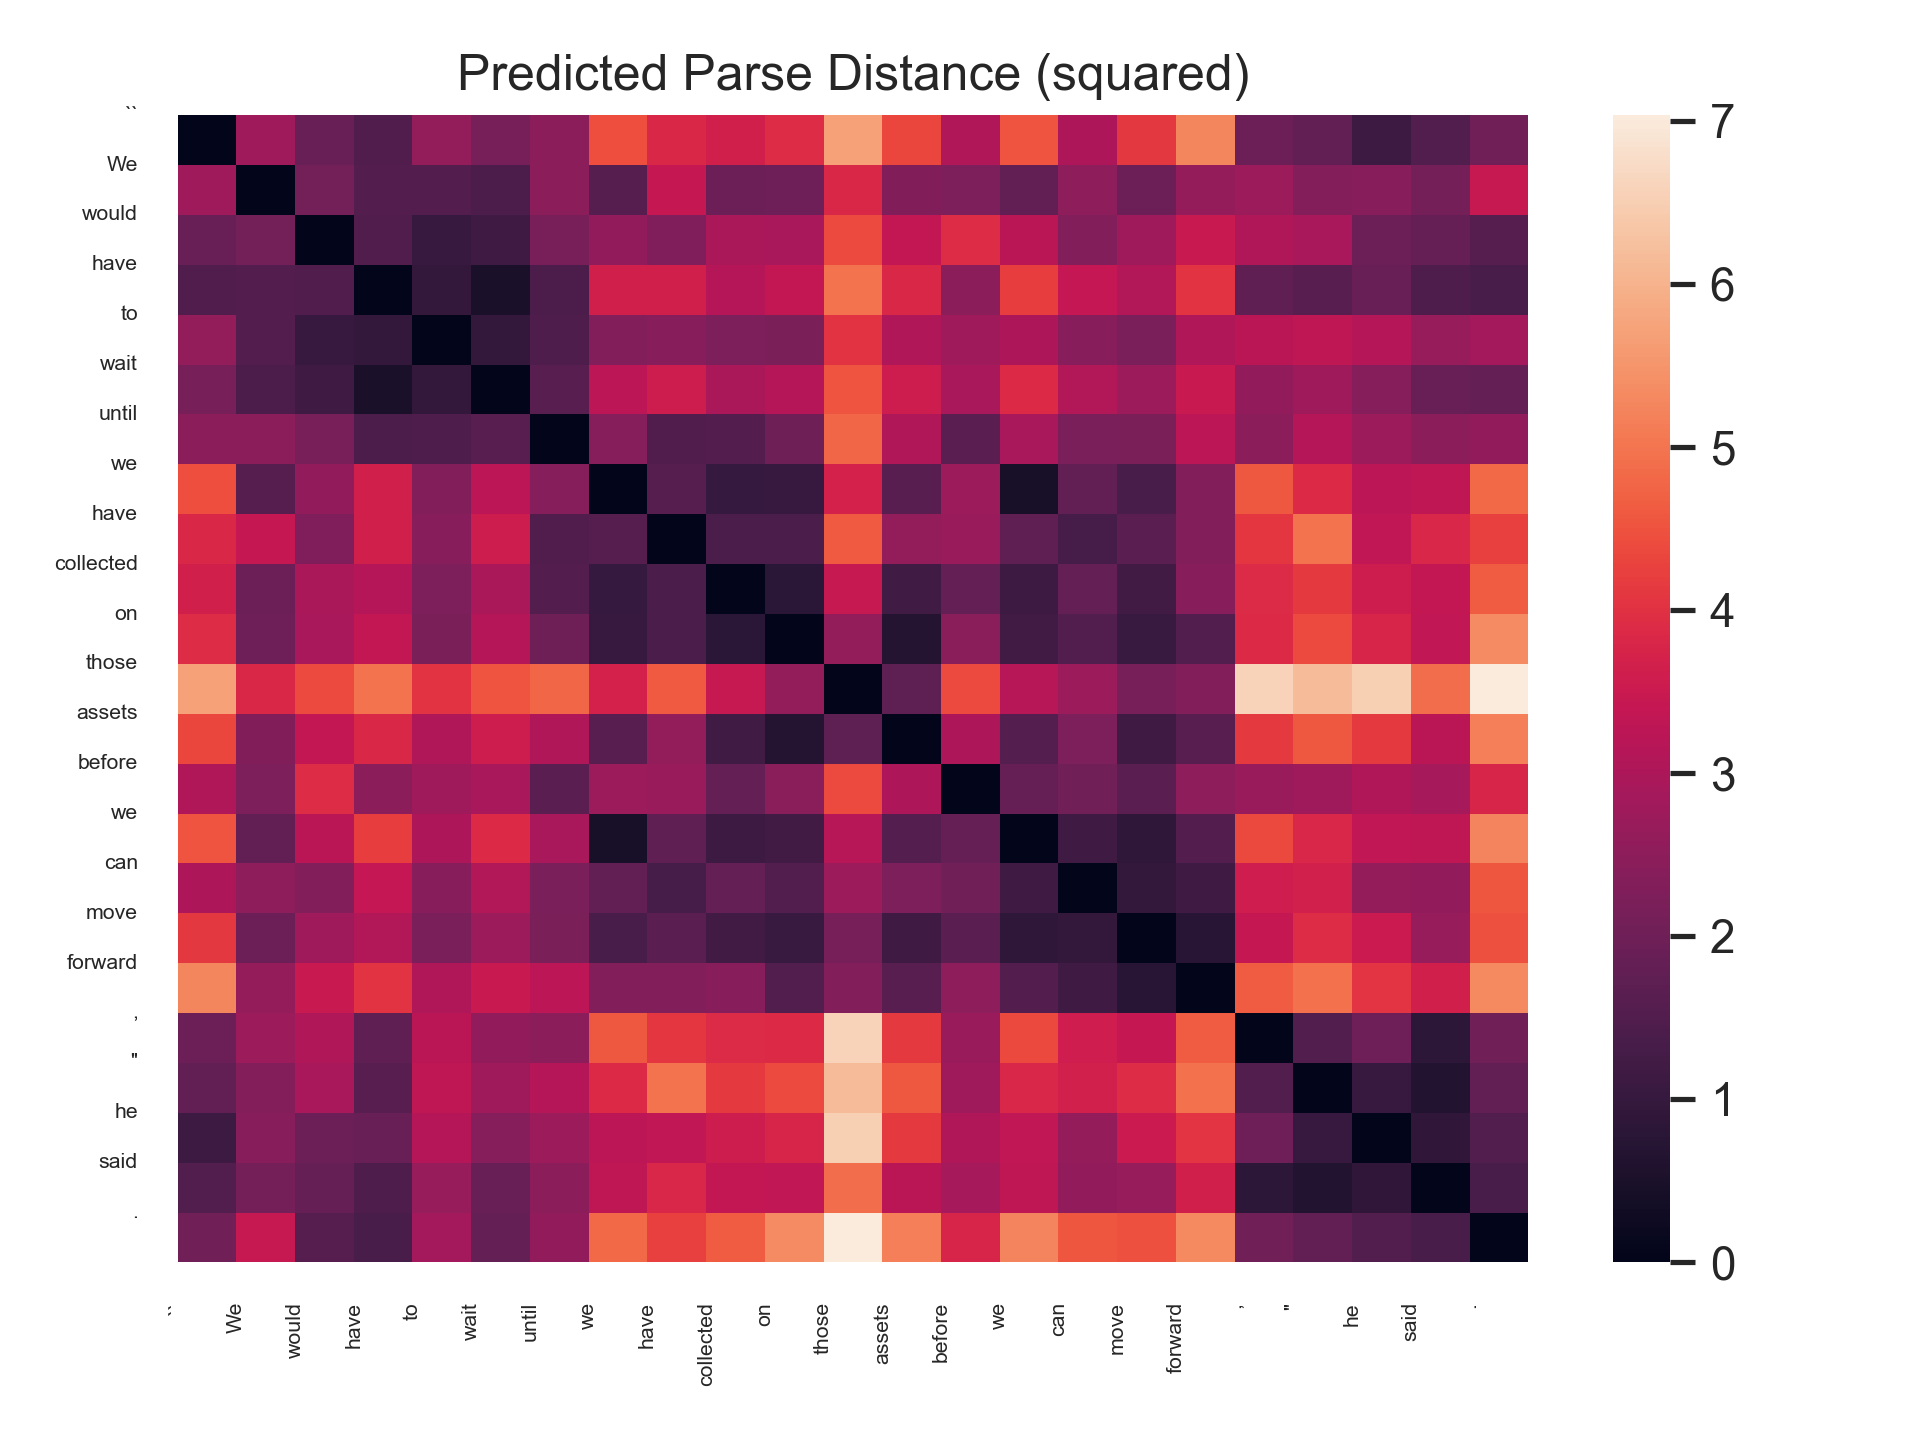 Predicted Parse Distance (squared)
``
We
would
have
to
wait
until
we
have
collected
on
those
assets
before
we
can
move
forward
,
"
he
said
.
7
6
5
4
3
2
1
0
`` We would have to wait until we have collected on those assets before we can move forward , " he said .